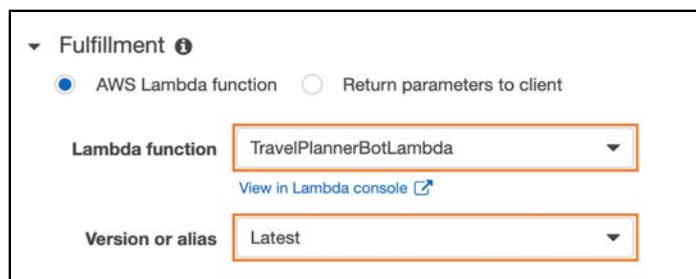 Fulfillment
AWS Lambda function Return parameters to client
Lambda function TravelPlannerBotLambda
View in Lambda console
Version or alias Latest